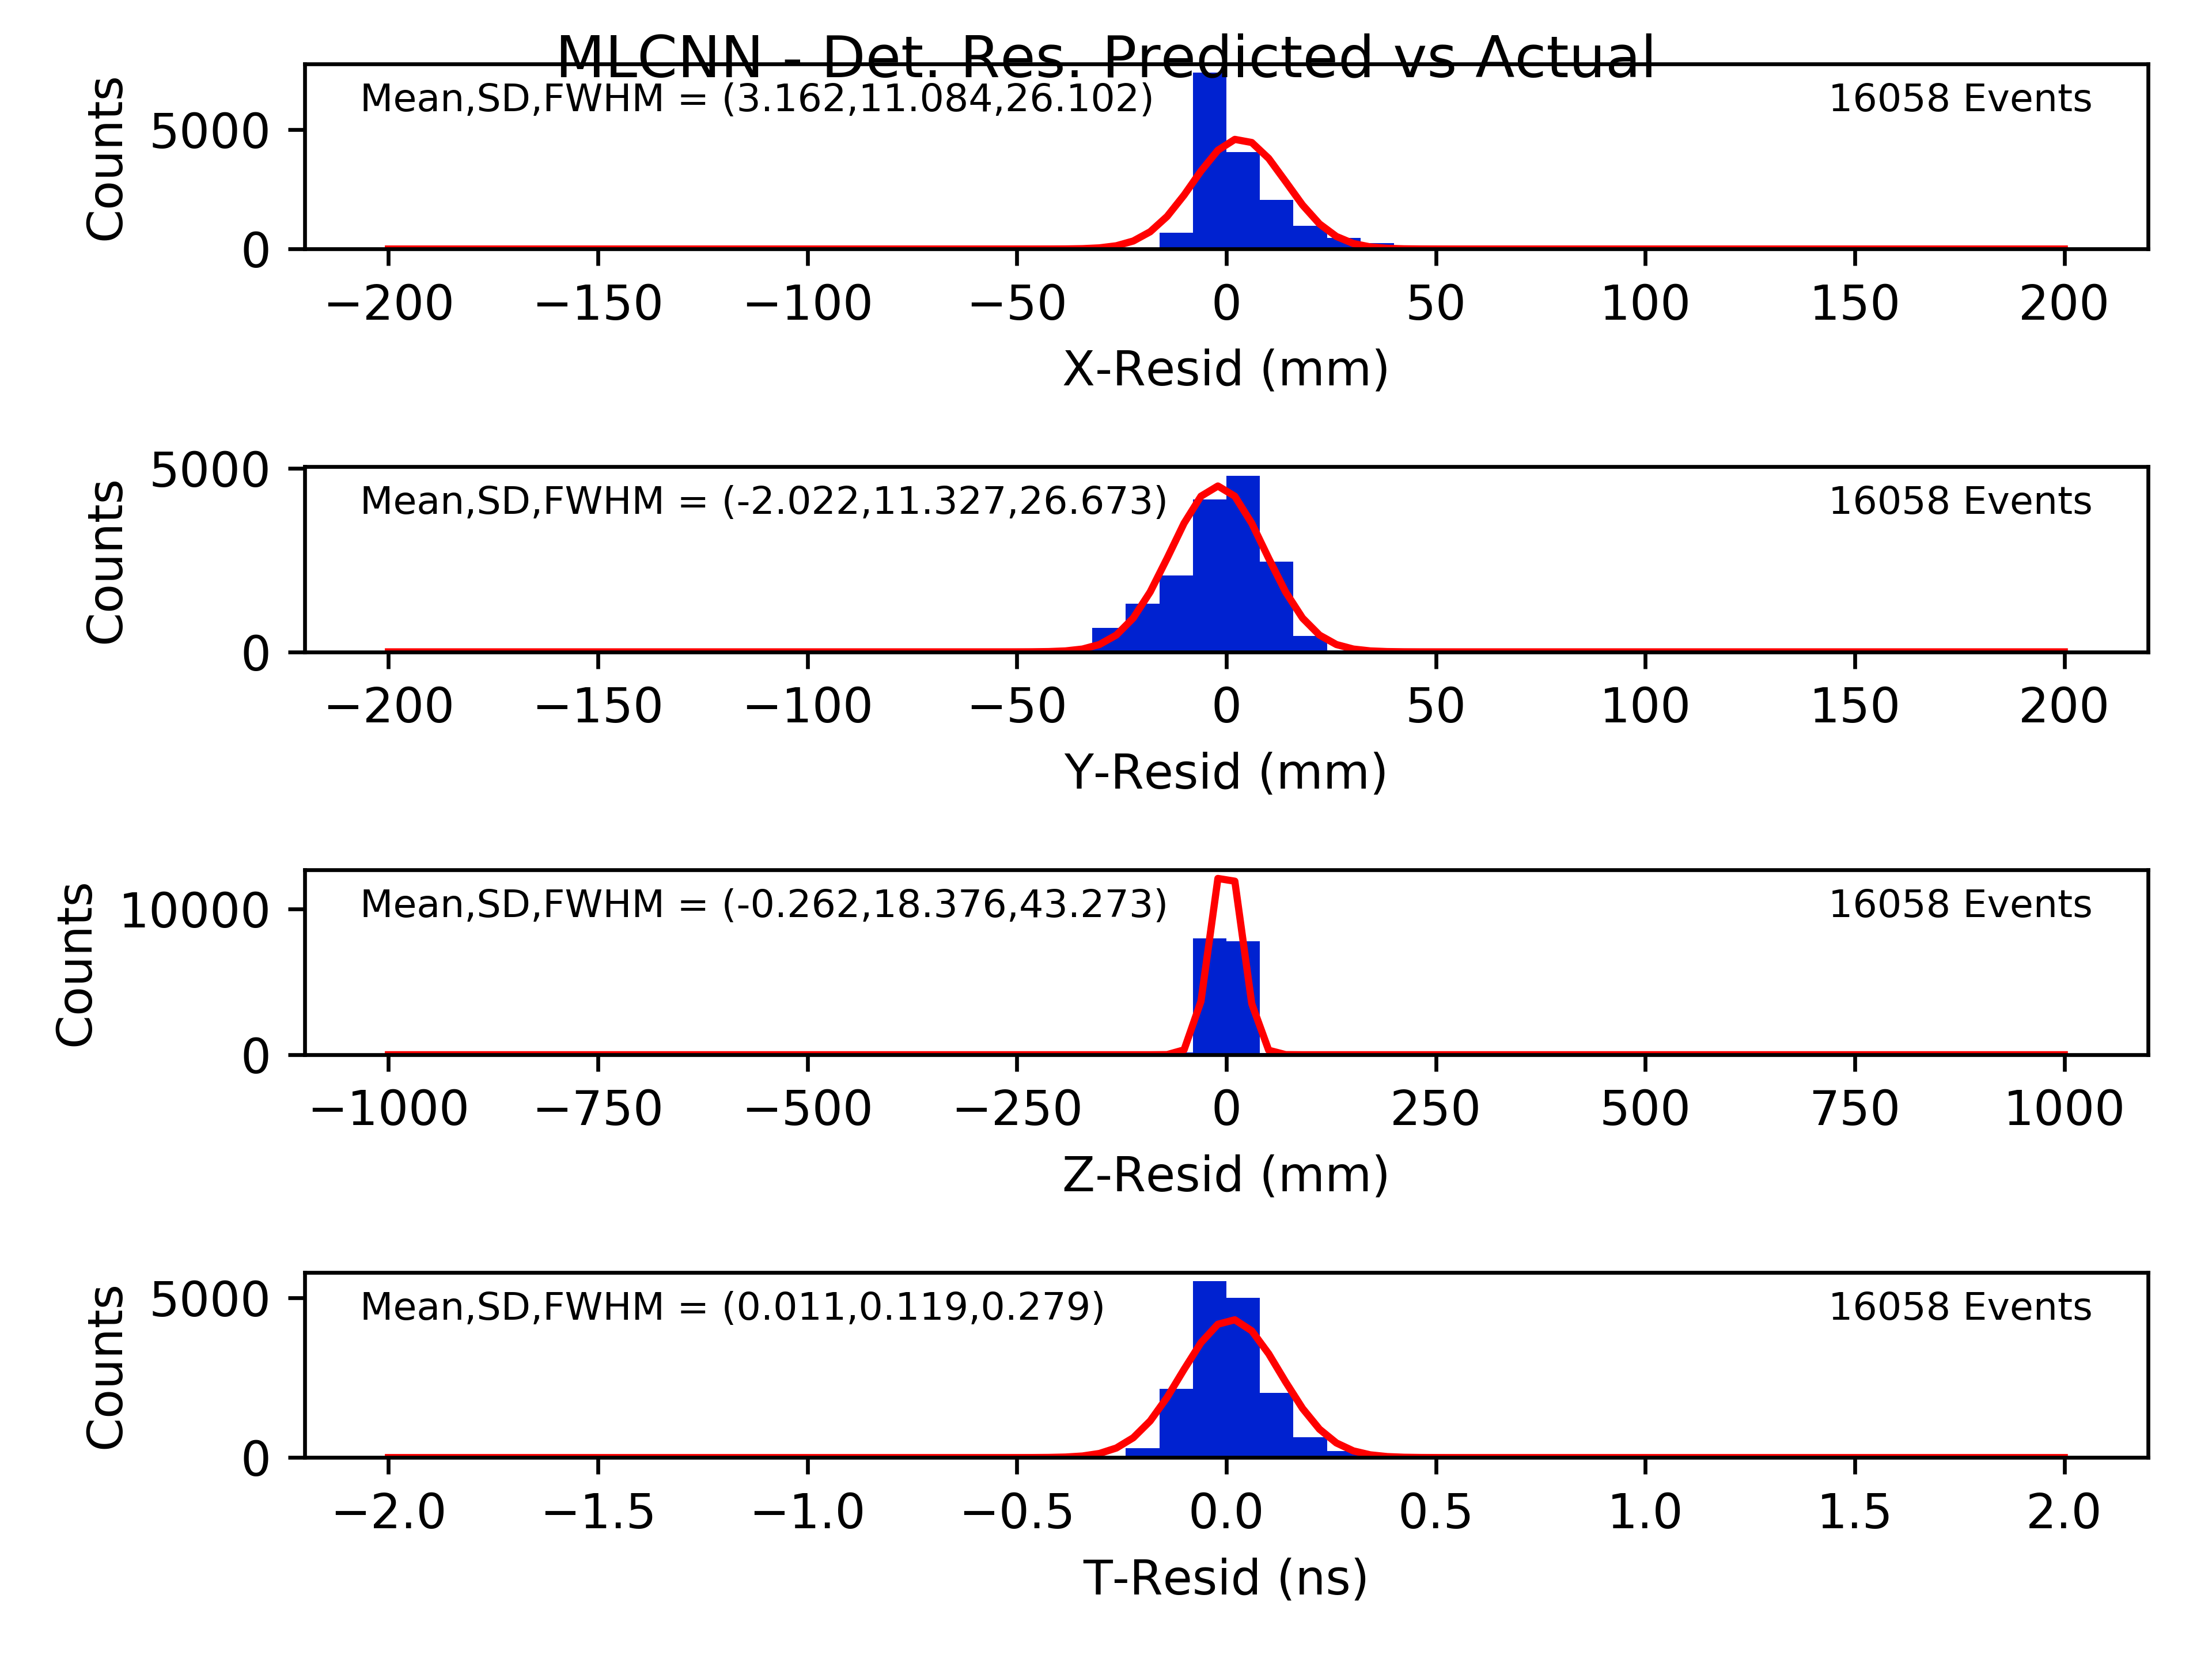 MLCNN - Det. Res. Predicted vs Actual
Mean,SD,FWHM = (3.162,11.084,26.102)
16058 Events
Counts
5000
0
−200 −150 −100 −50 0 50 100 150 200
X-Resid (mm)
Mean,SD,FWHM = (-2.022,11.327,26.673)
16058 Events
Counts
5000
0
−200 −150 −100 −50 0 50 100 150 200
Y-Resid (mm)
Mean,SD,FWHM = (-0.262,18.376,43.273)
16058 Events
Counts
10000
0
−1000 −750 −500 −250 0 250 500 750 1000
Z-Resid (mm)
Mean,SD,FWHM = (0.011,0.119,0.279)
16058 Events
Counts
5000
0
−2.0 −1.5 −1.0 −0.5 0.0 0.5 1.0 1.5 2.0
T-Resid (ns)